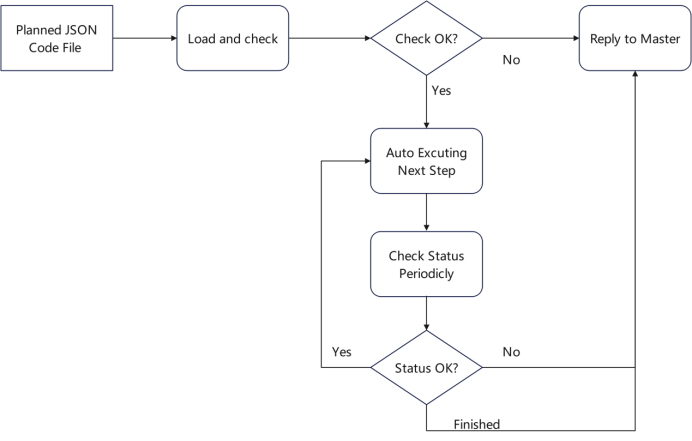 Planned JSON
Code File
Load and check
Check OK?
Reply to Master
No
Yes
Auto Excuting
Next Step
Check Status
Periodicly
Yes
Status OK?
No
Finished